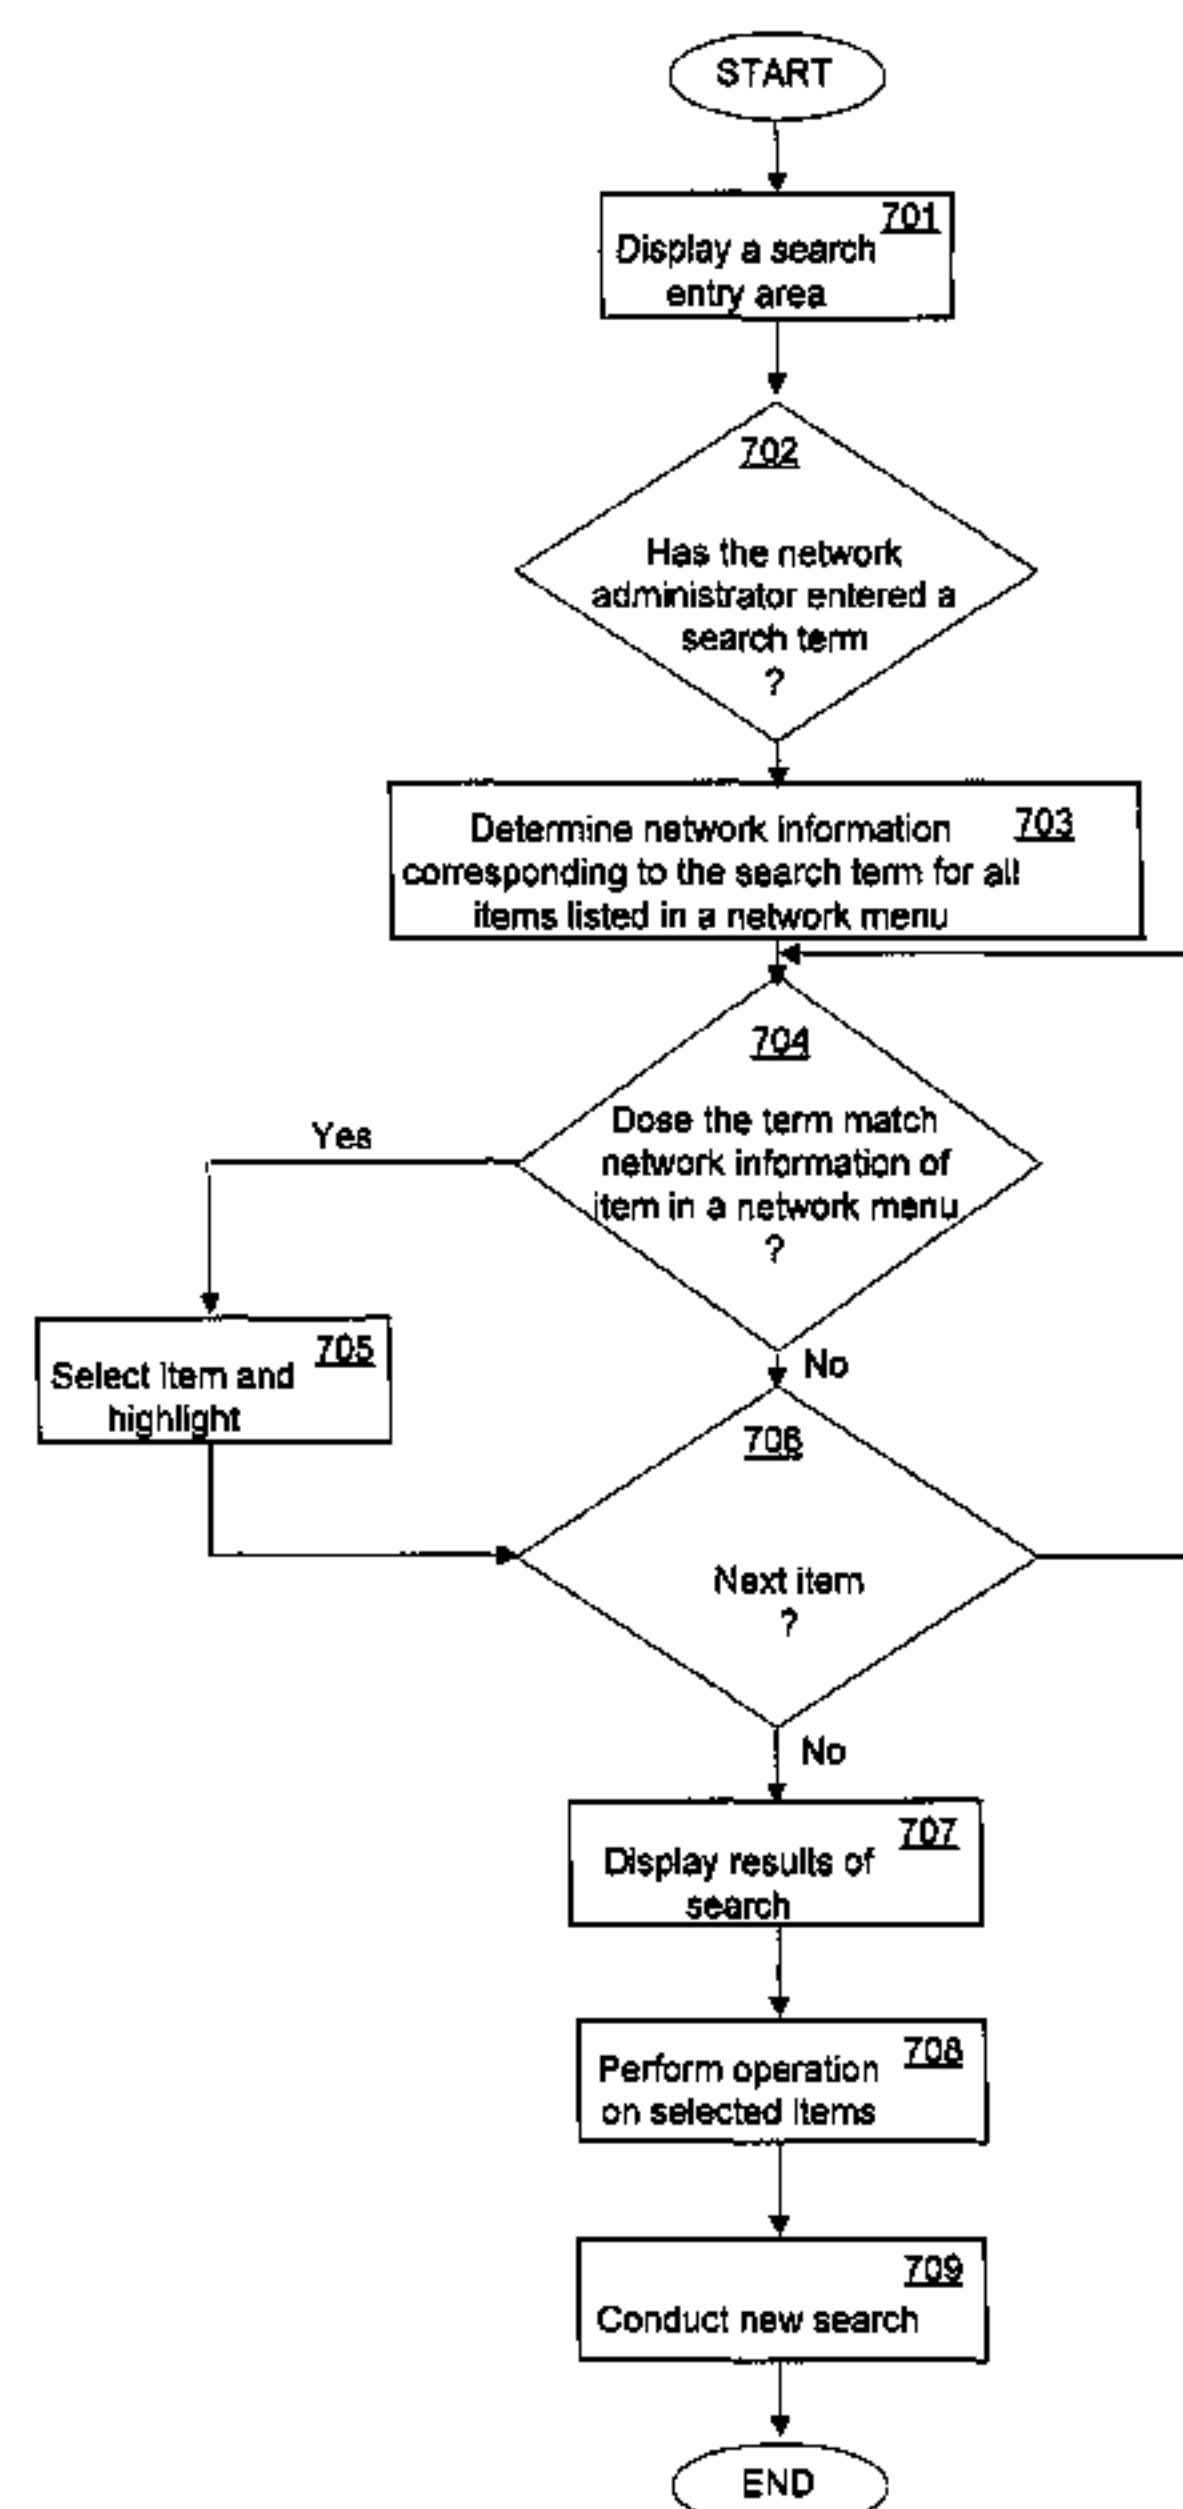 START
701
Display a search
entry area
702
Has the network
administrator entered a
search term
?
Determine network information 703
corresponding to the search term for all
items listed in a network menu
704
Dose the term match
network information of
item in a network menu
?
Yes
No
705
Select item and
highlight
706
Next item
?
No
707
Display results of
search
708
Perform operation
on selected items
709
Conduct new search
END